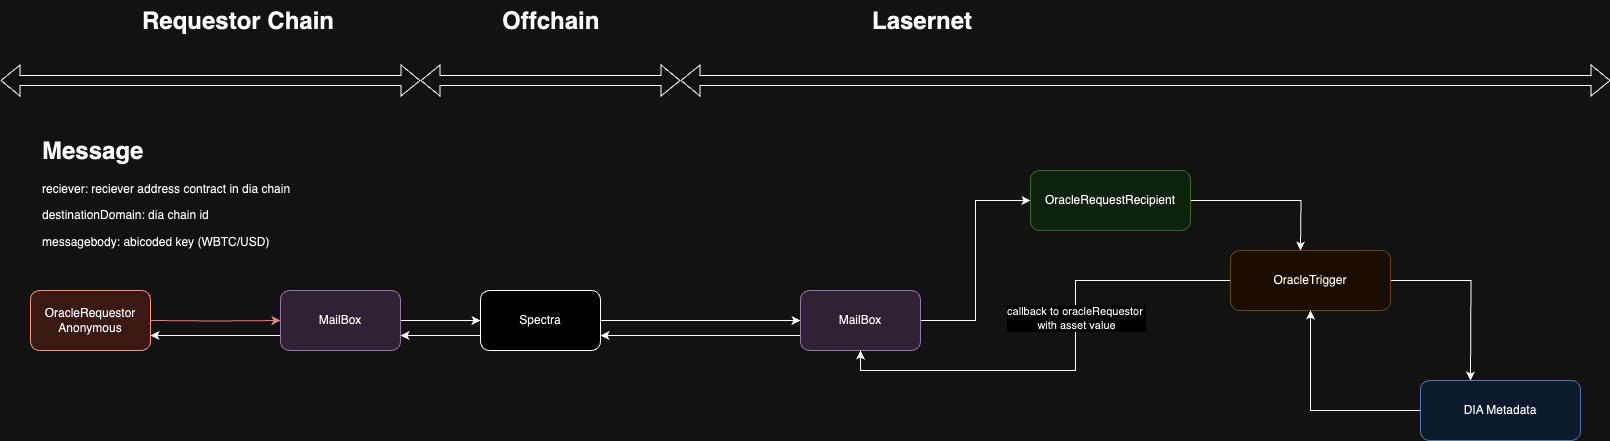 Requestor Chain
Offchain
Lasernet
Message
reciever: reciever address contract in dia chain
destinationDomain: dia chain id
messagebody: abicoded key (WBTC/USD)
OracleRequestor
Anonymous
MailBox
Spectra
MailBox
OracleRequestRecipient
OracleTrigger
callback to oracleRequestor
with asset value
DIA Metadata